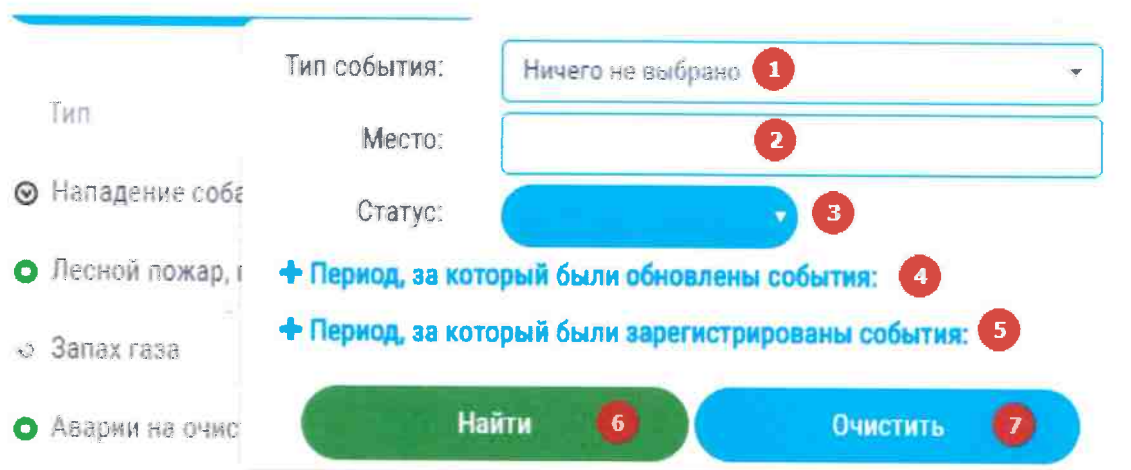 Тип события: Ничего не выбрано 1
Тип
Место: 2
Нападение соба
Статус: 3
Лесной пожар,
+ Период, за который были обновлены события: 4
+ Период, за который были зарегистрированы события: 5
Запах газа
Найти 6 Очистить 7
Аварии на очис